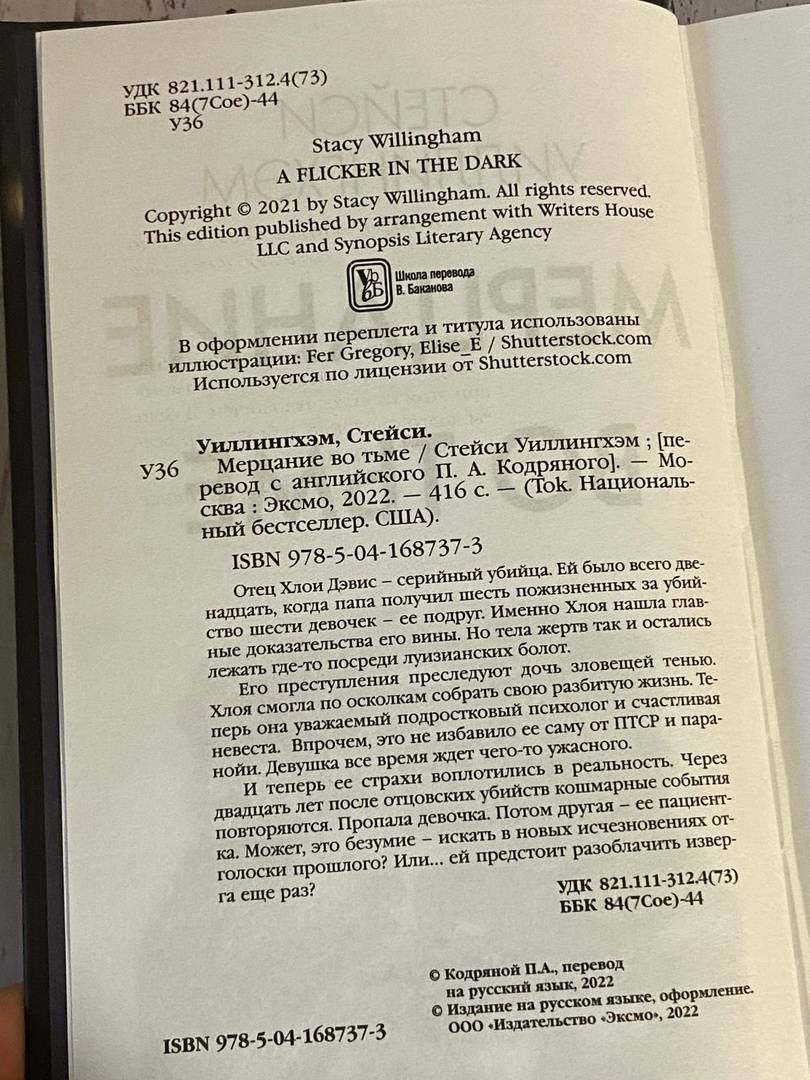 УДК 821.111-312.4(73)
ББК 84(7Сое)-44
У36
Stacy Willingham
A FLICKER IN THE DARK
Copyright © 2021 by Stacy Willingham. All rights reserved.
This edition published by arrangement with Writers House
LLC and Synopsis Literary Agency
Школа перевода
В. Баканова
В оформлении переплета и титула использованы
иллюстрации: Fer Gregory, Elise_E / Shutterstock.com
Используется по лицензии от Shutterstock.com
Уиллингхэм, Стейси.
У36 Мерцание во тьме / Стейси Уиллингхэм ; [пе-
ревод с английского П. А. Кодряного]. — Мо-
сква : Эксмо, 2022. — 416 с. — (Tok. Националь-
ный бестселлер. США).
ISBN 978-5-04-168737-3
Отец Хлои Дэвис – серийный убийца. Ей было всего две-
надцать, когда папа получил шесть пожизненных за убий-
ство шести девочек – ее подруг. Именно Хлоя нашла глав-
ные доказательства его вины. Но тела жертв так и остались
лежать где-то посреди луизианских болот.
Его преступления преследуют дочь зловещей тенью.
Хлоя смогла по осколкам собрать свою разбитую жизнь. Те-
перь она уважаемый подростковый психолог и счастливая
невеста. Впрочем, это не избавило ее саму от ПТСР и пара-
нойи. Девушка все время ждет чего-то ужасного.
И теперь ее страхи воплотились в реальность. Через
двадцать лет после отцовских убийств кошмарные события
повторяются. Пропала девочка. Потом другая – ее пациент-
ка. Может, это безумие – искать в новых исчезновениях от-
голоски прошлого? Или... ей предстоит разоблачить извер-
га еще раз?
УДК 821.111-312.4(73)
ББК 84(7Сое)-44
© Кодряной П.А., перевод
на русский язык, 2022
© Издание на русском языке, оформление.
ООО «Издательство «Эксмо», 2022
ISBN 978-5-04-168737-3